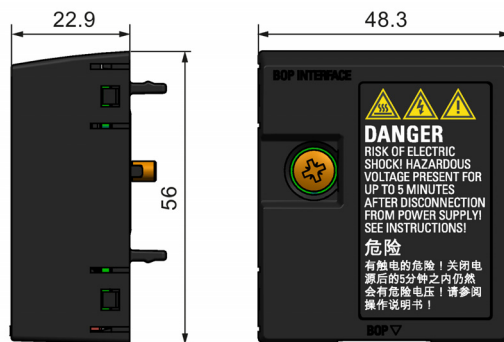 22.9
48.3
56
BOP INTERFACE
DANGER
RISK OF ELECTRIC
SHOCK! HAZARDOUS
VOLTAGE PRESENT FOR
UP TO 5 MINUTES
AFTER DISCONNECTION
FROM POWER SUPPLY!
SEE INSTRUCTIONS!
危险
有触电的危险！关闭电
源后的5分钟之内仍然
会有危险电压！请参阅
操作说明书！
BOP ▽